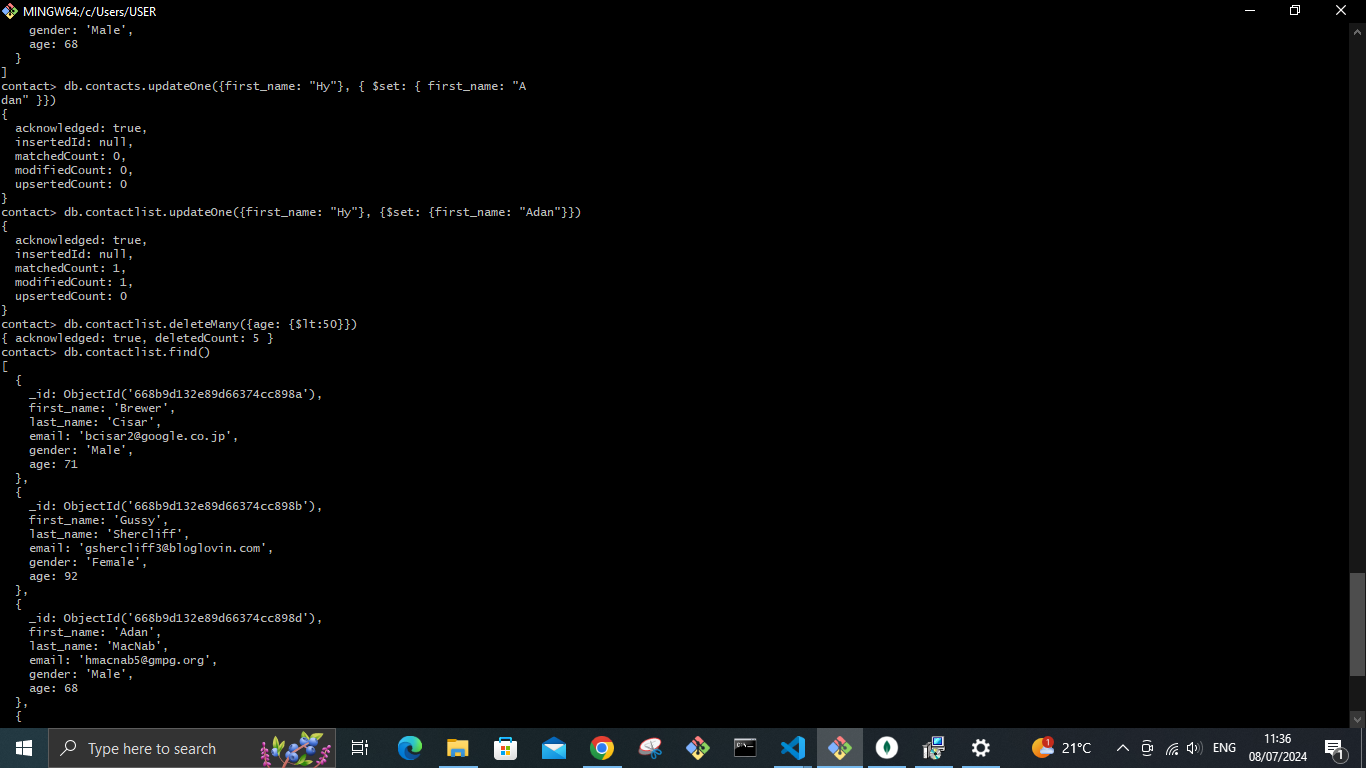 MINGW64:/c/Users/USER
    gender: 'Male',
    age: 68
  }
]
contact> db.contacts.updateOne({first_name: "Hy"}, { $set: { first_name: "A
dan" }})
{
  acknowledged: true,
  insertedId: null,
  matchedCount: 0,
  modifiedCount: 0,
  upsertedCount: 0
}
contact> db.contactlist.updateOne({first_name: "Hy"}, {$set: {first_name: "Adan"}})
{
  acknowledged: true,
  insertedId: null,
  matchedCount: 1,
  modifiedCount: 1,
  upsertedCount: 0
}
contact> db.contactlist.deleteMany({age: {$lt:50}})
{ acknowledged: true, deletedCount: 5 }
contact> db.contactlist.find()
[
  {
    _id: ObjectId('668b9d132e89d66374cc898a'),
    first_name: 'Brewer',
    last_name: 'Cisar',
    email: 'bcisar2@google.co.jp',
    gender: 'Male',
    age: 71
  },
  {
    _id: ObjectId('668b9d132e89d66374cc898b'),
    first_name: 'Gussy',
    last_name: 'Shercliff',
    email: 'gshercliff3@bloglovin.com',
    gender: 'Female',
    age: 92
  },
  {
    _id: ObjectId('668b9d132e89d66374cc898d'),
    first_name: 'Adan',
    last_name: 'MacNab',
    email: 'hmacnab5@gmpg.org',
    gender: 'Male',
    age: 68
  },
  {
Type here to search
1
21°C
ENG
11:36
08/07/2024
1